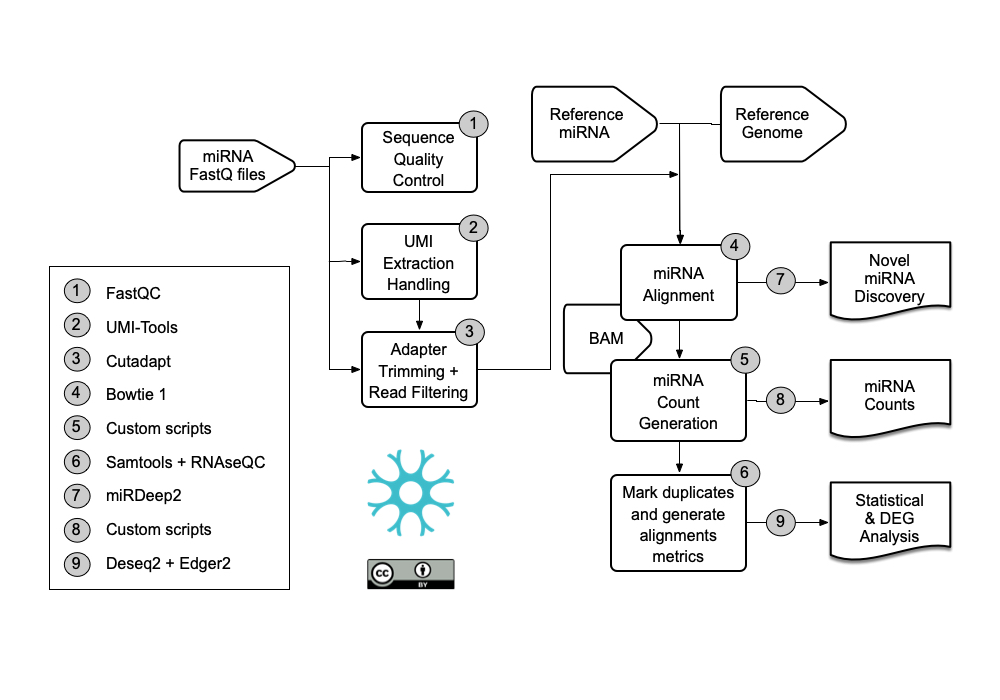 miRNA
FastQ files
1
Sequence
Quality
Control
2
UMI
Extraction
Handling
3
Adapter
Trimming +
Read Filtering
Reference
miRNA
Reference
Genome
4
miRNA
Alignment
7
Novel
miRNA
Discovery
BAM
5
miRNA
Count
Generation
8
miRNA
Counts
6
Mark duplicates
and generate
alignments
metrics
9
Statistical
& DEG
Analysis
1 FastQC
2 UMI-Tools
3 Cutadapt
4 Bowtie 1
5 Custom scripts
6 Samtools + RNAseQC
7 miRDeep2
8 Custom scripts
9 Deseq2 + Edger2
cc
BY